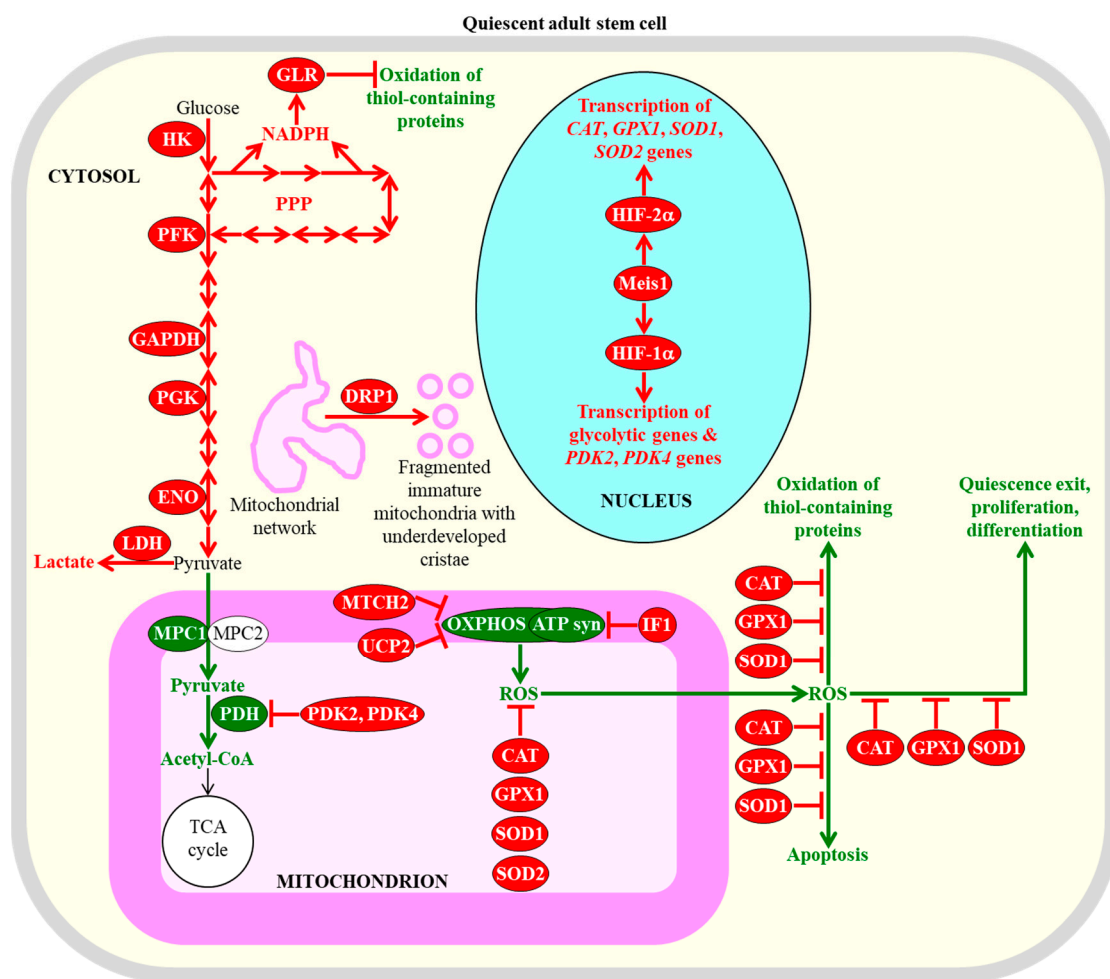 Quiescent adult stem cell
GLR
Oxidation of
thiol-containing
proteins
Glucose
HK
NADPH
CYTOSOL
PPP
PFK
GAPDH
PGK
ENO
LDH
Lactate
Pyruvate
DRP1
Mitochondrial
network
Fragmented
immature
mitochondria with
underdeveloped
cristae
Transcription of
CAT, GPX1, SOD1,
SOD2 genes
HIF-2α
Meis1
HIF-1α
Transcription of
glycolytic genes &
PDK2, PDK4 genes
NUCLEUS
Oxidation of
thiol-containing
proteins
Quiescence exit,
proliferation,
differentiation
CAT
GPX1
SOD1
MTCH2
UCP2
OXPHOS
ATP syn
IF1
MPC1
MPC2
Pyruvate
PDH
PDK2, PDK4
Acetyl-CoA
TCA
cycle
ROS
CAT
GPX1
SOD1
SOD2
MITOCHONDRION
ROS
CAT
GPX1
SOD1
CAT
GPX1
SOD1
Apoptosis